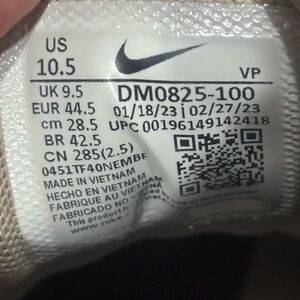 US
10.5
VP
UK 9.5
EUR 44.5
cm 28.5
BR 42.5
CN 285(2.5)
DM0825-100
01/18/23 | 02/27/23
UPC 00196149142418
0451TF40NEMBF
MADE IN VIETNAM
HECHO EN VIETNAM
FABRIQUE AU VIETNAM
FABRICADO NO